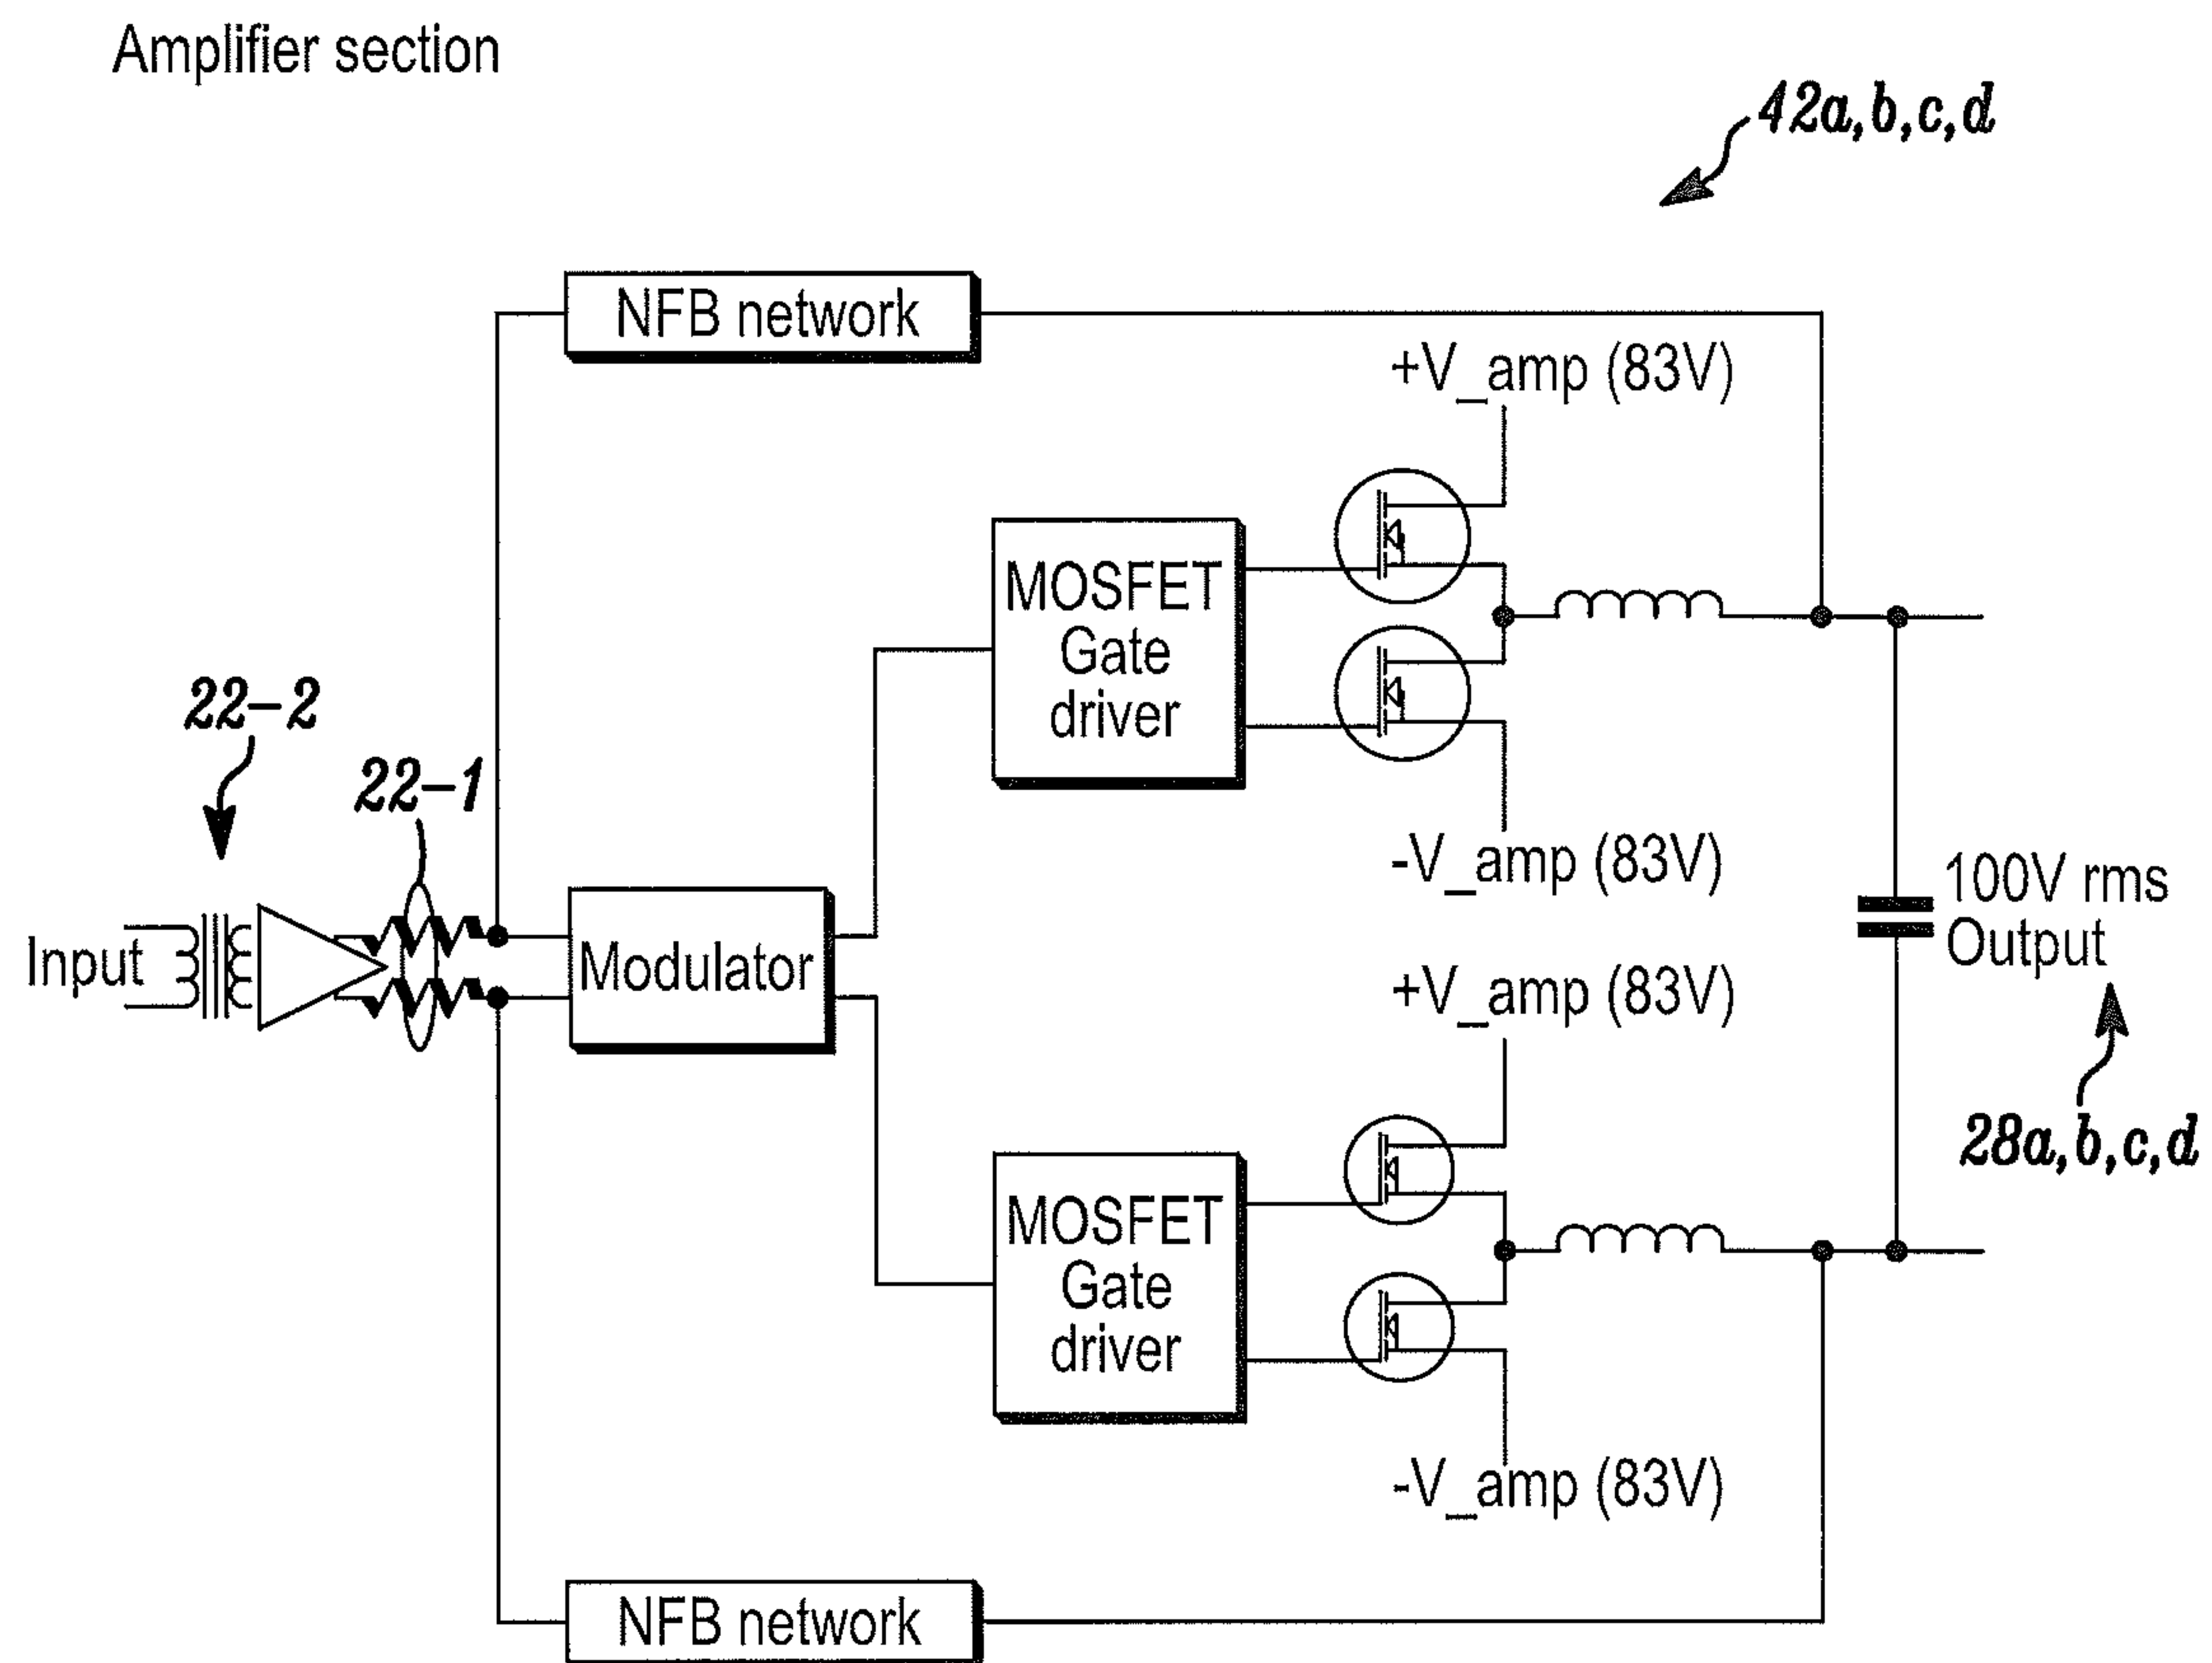 Amplifier section
42a,b,c,d
NFB network
+V_amp (83V)
MOSFET
Gate
driver
-V_amp (83V)
22-2
22-1
Input
Modulator
100V rms
Output
28a,b,c,d
+V_amp (83V)
MOSFET
Gate
driver
-V_amp (83V)
NFB network